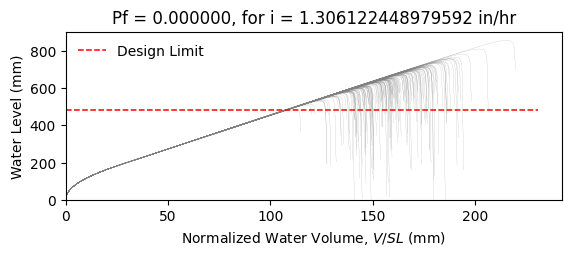 Pf = 0.000000, for i = 1.306122448979592 in/hr
Design Limit
Water Level (mm)
800
600
400
200
0
0 50 100 150 200
Normalized Water Volume, V/SL (mm)